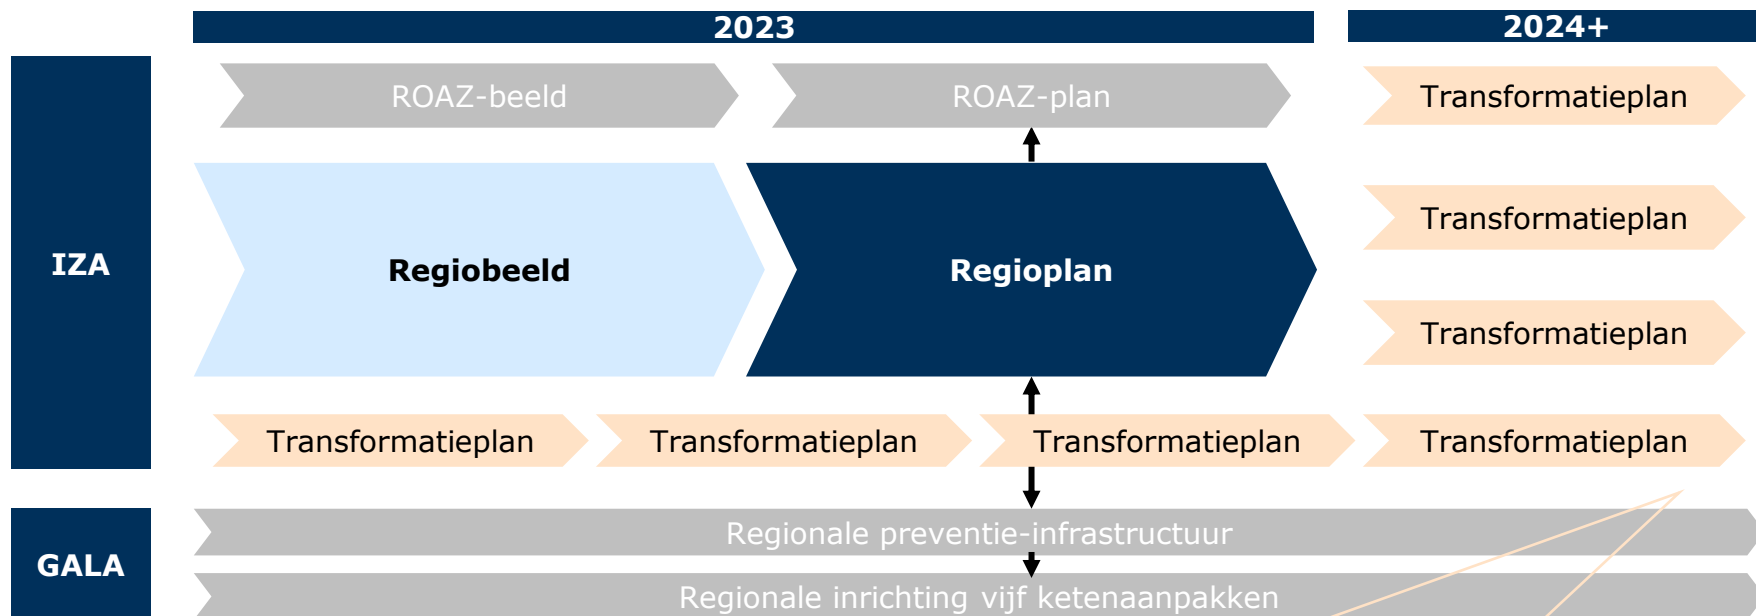 2023
2024+
IZA
ROAZ-beeld
ROAZ-plan
Transformatieplan
Regiobeeld
Regioplan
Transformatieplan
Transformatieplan
Transformatieplan
Transformatieplan
Transformatieplan
Transformatieplan
GALA
Regionale preventie-infrastructuur
Regionale inrichting vijf ketenaanpakken